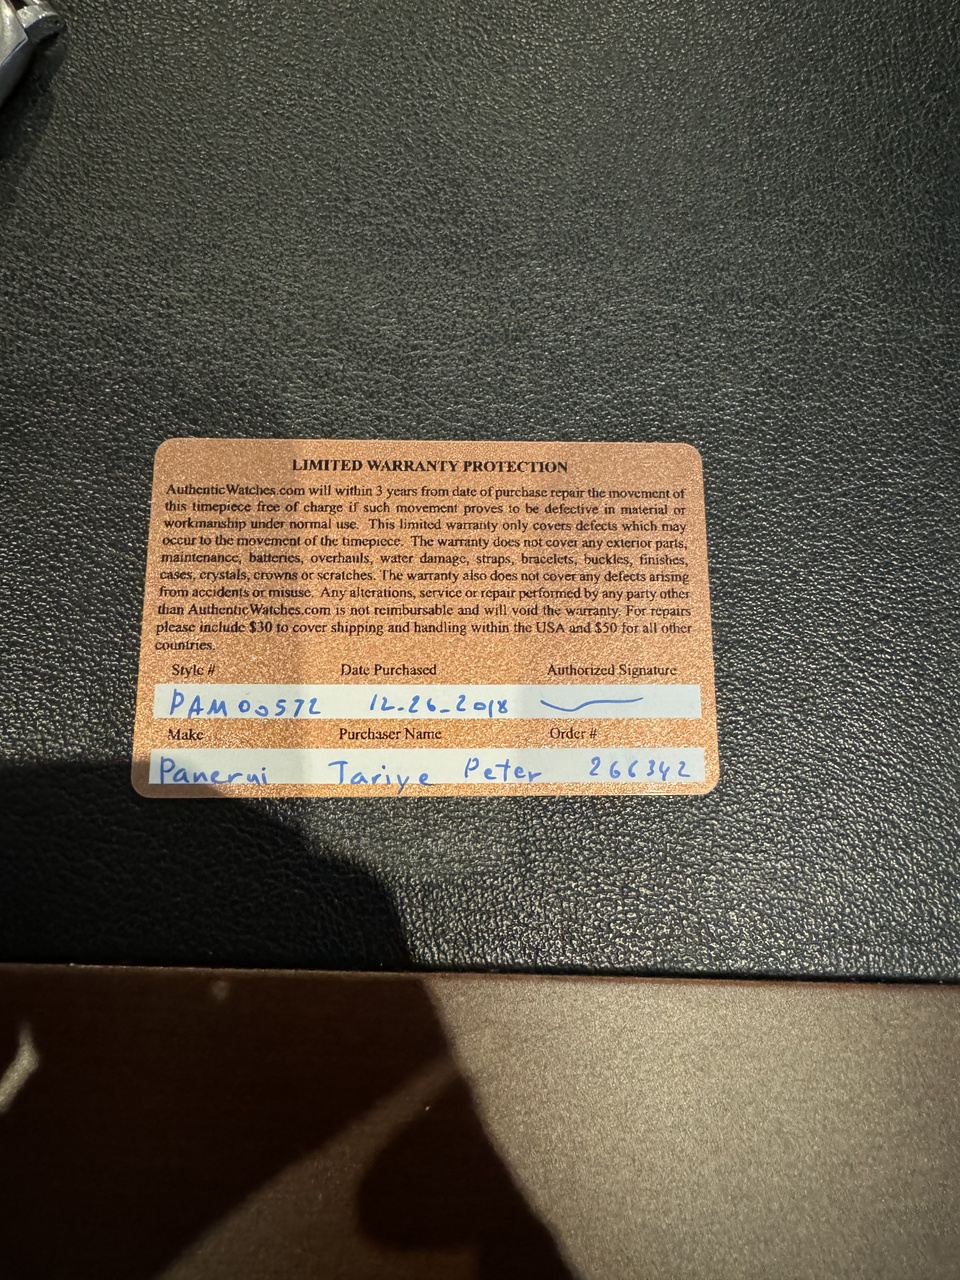 LIMITED WARRANTY PROTECTION
AuthenticWatches.com will within 3 years from date of purchase repair the movement of
this timepiece free of charge if such movement proves to be defective in material or
workmanship under normal use. This limited warranty only covers defects which may
occur to the movement of the timepiece. The warranty does not cover any exterior parts,
maintenance, batteries, overhauls, water damage, straps, bracelets, buckles, finishes,
cases, crystals, crowns or scratches. The warranty also does not cover any defects arising
from accidents or misuse. Any alterations, service or repair performed by any party other
than AuthenticWatches.com is not reimbursable and will void the warranty. For repairs
please include $30 to cover shipping and handling within the USA and $50 for all other
countries.
Style # Date Purchased Authorized Signature
PAM00572 12-26-2018
Make Purchaser Name Order #
Panerai Tariye Peter 266342